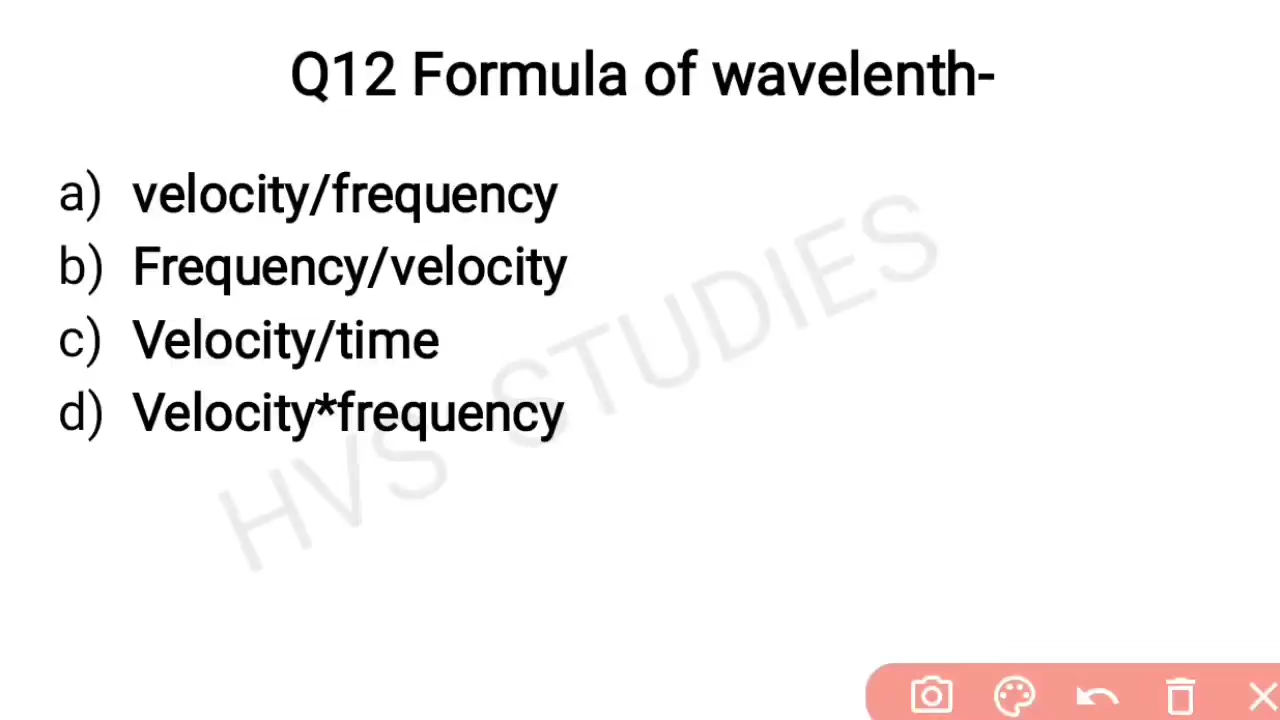 Q12 Formula of wavelenth-
a) velocity/frequency
b) Frequency/velocity
c) Velocity/time
d) Velocity*frequency
HVS STUDIES